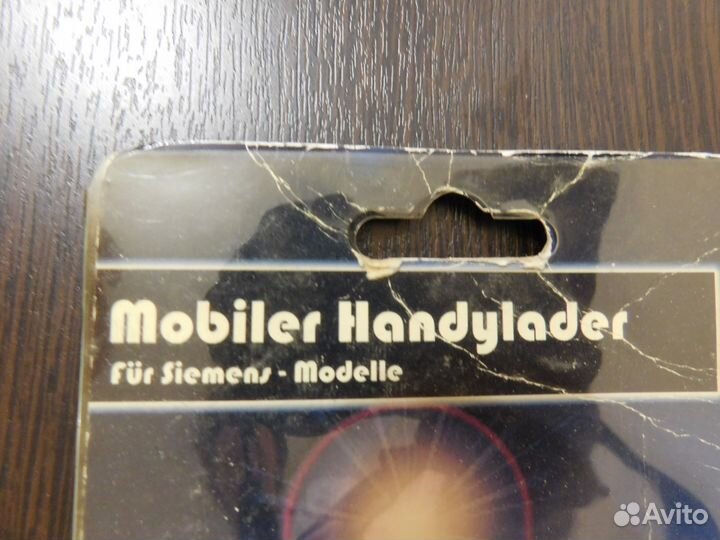 Mobiler Handylader
Für Siemens - Modelle
Avito